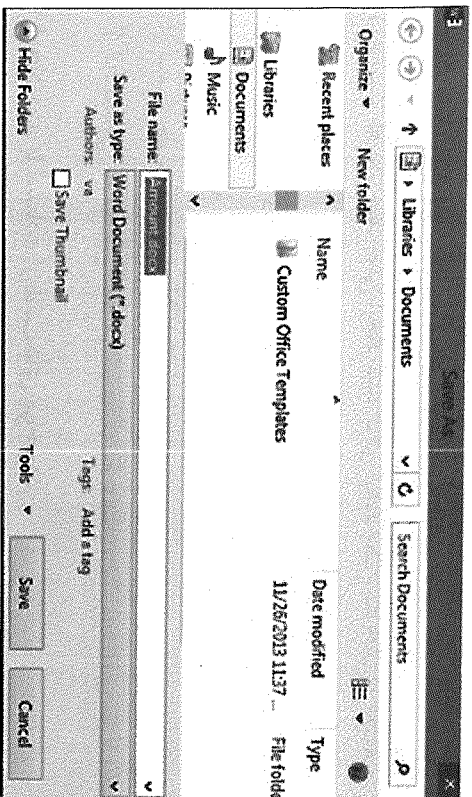 Save As
Libraries Documents
Search Documents
Organize New folder
Recent places
Libraries
Documents
Music
Name Date modified Type
Custom Office Templates 11/26/2013 11:37 ... File folde
File name:
Save as type: Word Document (*.docx)
Authors: va Tags: Add a tag
Save Thumbnail
Hide Folders Tools Save Cancel